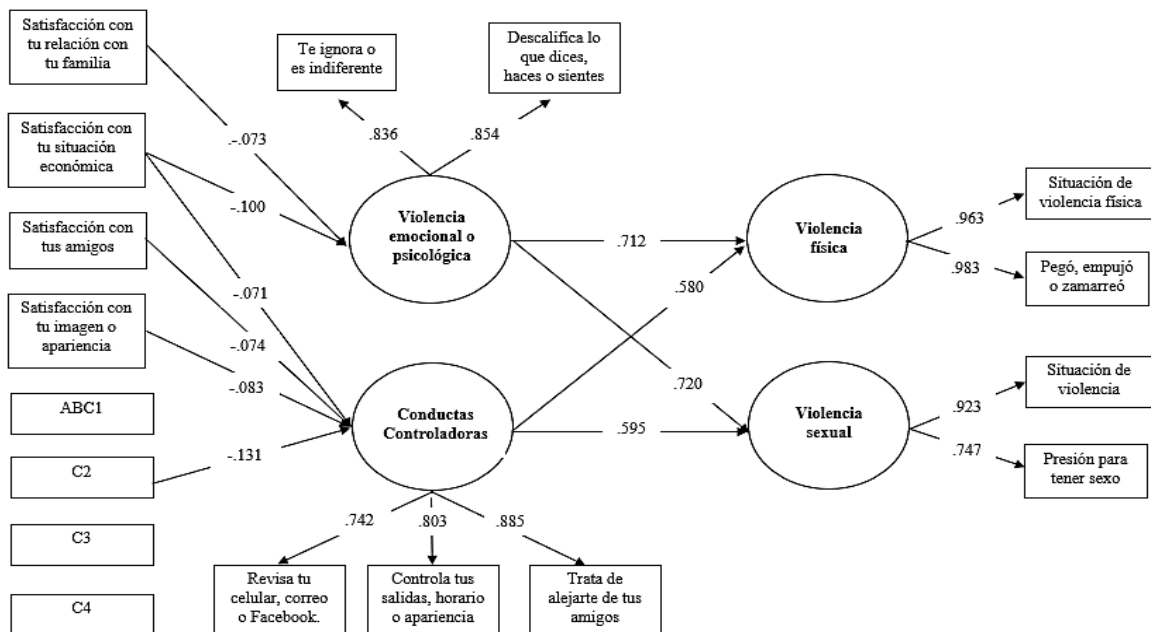 Satisfacción con
tu relación con
tu familia
Te ignora o
es indiferente
Descalifica lo
que dices,
haces o sientes
.-.073
.836
.854
Satisfacción con
tu situación
económica
-.100
Violencia
emocional o
psicológica
Violencia
física
Situación de
violencia física
.963
.712
.983
Pegó, empujó
o zamarreó
Satisfacción con
tus amigos
-.071
.580
Satisfacción con
tu imagen o
apariencia
-.074
-.083
.720
Situación de
violencia
.923
ABC1
Conductas
Controladoras
.595
Violencia
sexual
.747
C2
-.131
Presión para
tener sexo
.742
.803
.885
C3
Revisa tu
celular, correo
o Facebook.
Controla tus
salidas, horario
o apariencia
Trata de
alejarte de tus
amigos
C4